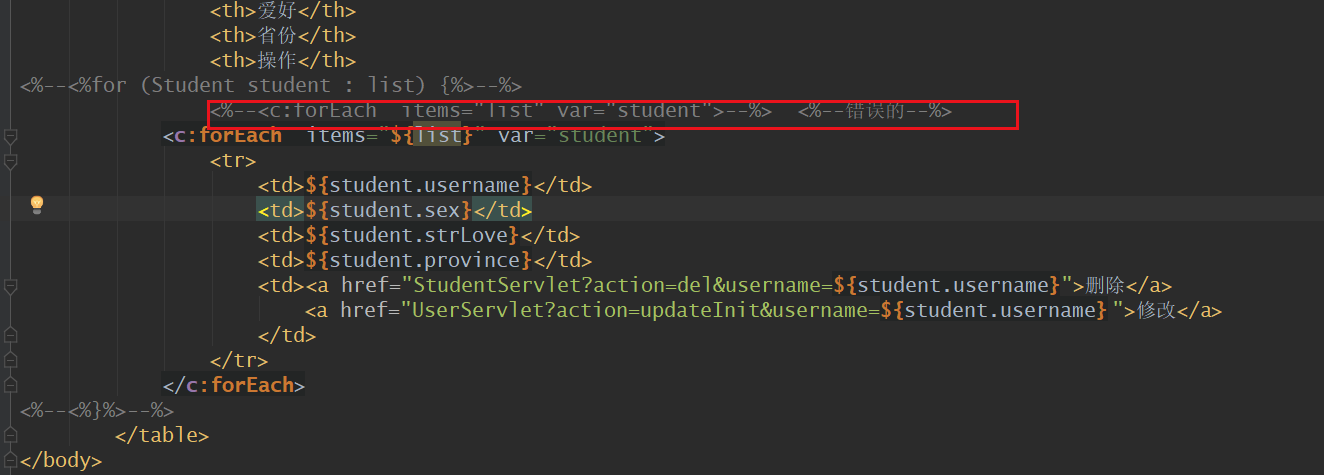 <th>爱好</th>
<th>省份</th>
<th>操作</th>
<%--<%for (Student student : list) {%>--%>
<%--<c:forEach  items="list" var="student">--%>  <%--错误的--%>
<c:forEach  items="${list}" var="student">
<tr>
<td>${student.username}</td>
<td>${student.sex}</td>
<td>${student.strLove}</td>
<td>${student.province}</td>
<td><a href="StudentServlet?action=del&username=${student.username}">删除</a>
<a href="UserServlet?action=updateInit&username=${student.username} ">修改</a>
</td>
</tr>
</c:forEach>
<%--<%}%>--%>
</table>
</body>